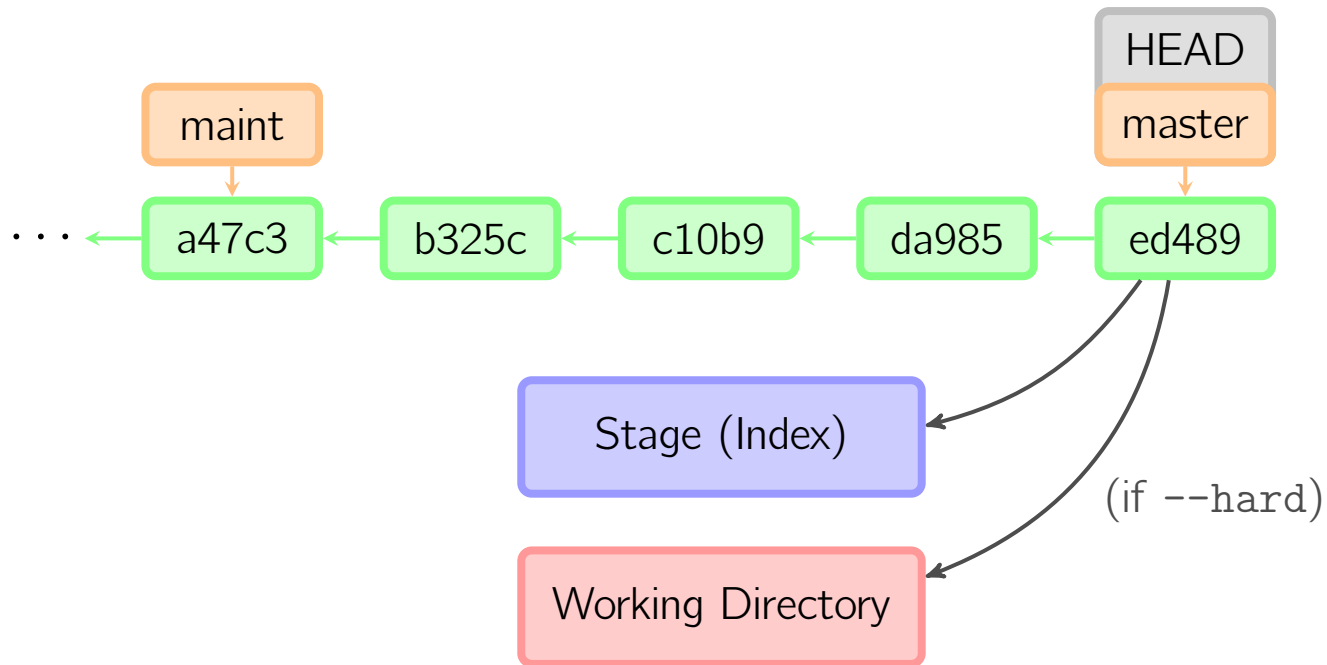 HEAD
maint
master
... a47c3 b325c c10b9 da985 ed489
Stage (Index)
(if --hard)
Working Directory